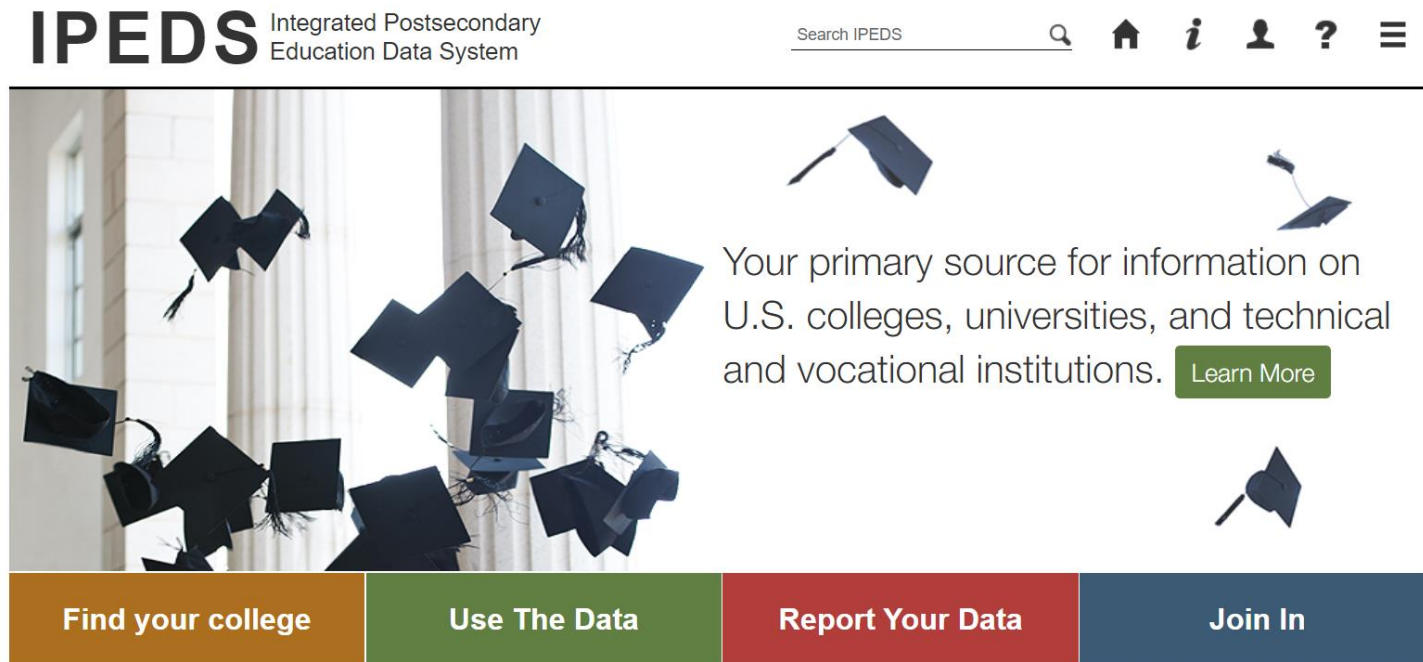 IPEDS
Integrated Postsecondary
Education Data System
Search IPEDS
Your primary source for information on
U.S. colleges, universities, and technical
and vocational institutions.
Learn More
Find your college
Use The Data
Report Your Data
Join In